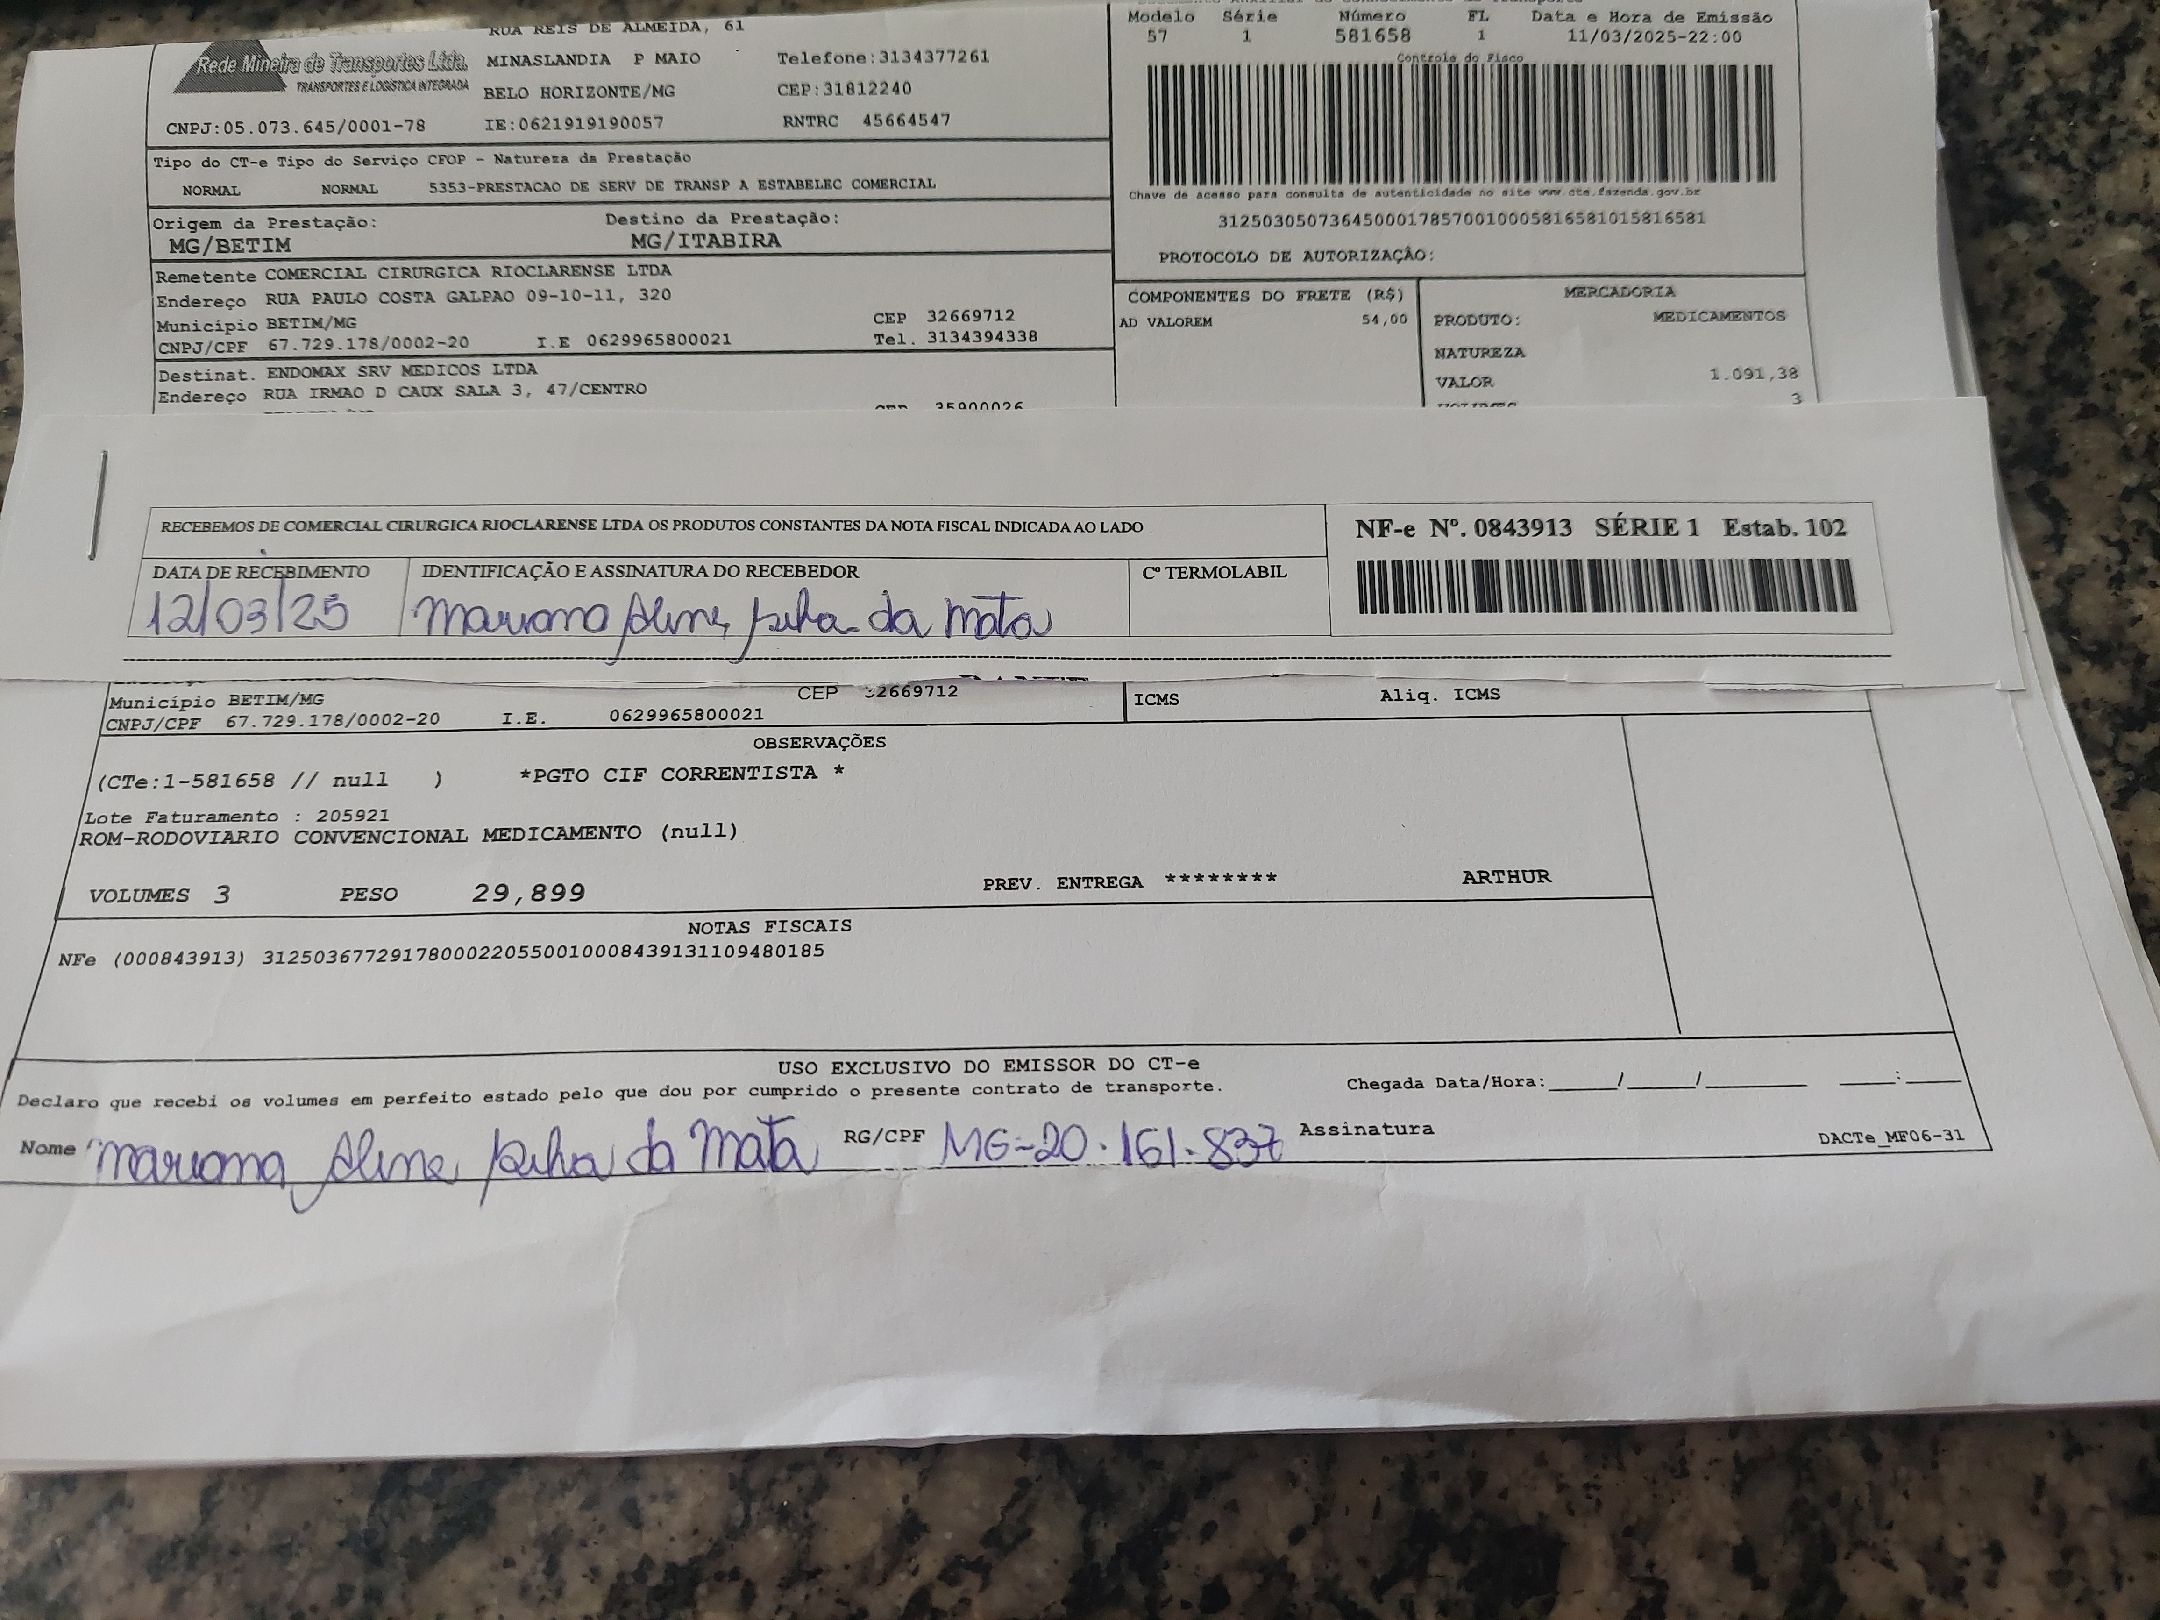 RUA REIS DE ALMEIDA, 61
Rede Mineira de Transportes Ltda.
TRANSPORTES E LOGÍSTICA INTEGRADA
MINASLANDIA P MAIO Telefone:3134377261
BELO HORIZONTE/MG CEP:31812240
CNPJ:05.073.645/0001-78 IE:0621919190057 RNTRC 45664547
Modelo Série Número FL Data e Hora de Emissão
57 1 581658 1 11/03/2025-22:00
Controle do Fisco
Tipo do CT-e Tipo do Serviço CFOP - Natureza da Prestação
NORMAL NORMAL 5353-PRESTACAO DE SERV DE TRANSP A ESTABELEC COMERCIAL
Chave de acesso para consulta de autenticidade no site www.cte.fazenda.gov.br
31250305073645000178570010005816581015816581
PROTOCOLO DE AUTORIZAÇÂO:
Origem da Prestação: Destino da Prestação:
MG/BETIM MG/ITABIRA
Remetente COMERCIAL CIRURGICA RIOCLARENSE LTDA
Endereço RUA PAULO COSTA GALPAO 09-10-11, 320
Município BETIM/MG CEP 32669712
CNPJ/CPF 67.729.178/0002-20 I.E 0629965800021 Tel. 3134394338
COMPONENTES DO FRETE (R$)
AD VALOREM 54,00
MERCADORIA
PRODUTO: MEDICAMENTOS
NATUREZA
VALOR 1.091,38
VOLUMES 3
Destinat. ENDOMAX SRV MEDICOS LTDA
Endereço RUA IRMAO D CAUX SALA 3, 47/CENTRO
CEP 35900026
RECEBEMOS DE COMERCIAL CIRURGICA RIOCLARENSE LTDA OS PRODUTOS CONSTANTES DA NOTA FISCAL INDICADA AO LADO
NF-e Nº. 0843913 SÉRIE 1 Estab. 102
DATA DE RECEBIMENTO IDENTIFICAÇÃO E ASSINATURA DO RECEBEDOR Cº TERMOLABIL
12/03/25 Mariana Aline Silva da Mata
Município BETIM/MG CEP 32669712 ICMS Aliq. ICMS
CNPJ/CPF 67.729.178/0002-20 I.E. 0629965800021
OBSERVAÇÕES
(CTe:1-581658 // null ) *PGTO CIF CORRENTISTA *
Lote Faturamento : 205921
ROM-RODOVIARIO CONVENCIONAL MEDICAMENTO (null)
VOLUMES 3 PESO 29,899 PREV. ENTREGA ******** ARTHUR
NOTAS FISCAIS
NFe (000843913) 31250367729178000220550010008439131109480185
USO EXCLUSIVO DO EMISSOR DO CT-e
Declaro que recebi os volumes em perfeito estado pelo que dou por cumprido o presente contrato de transporte. Chegada Data/Hora:_____/_____/_______ ____:____
Nome Mariana Aline Silva da Mata RG/CPF MG-20.161.837 Assinatura DACTe_MF06-31